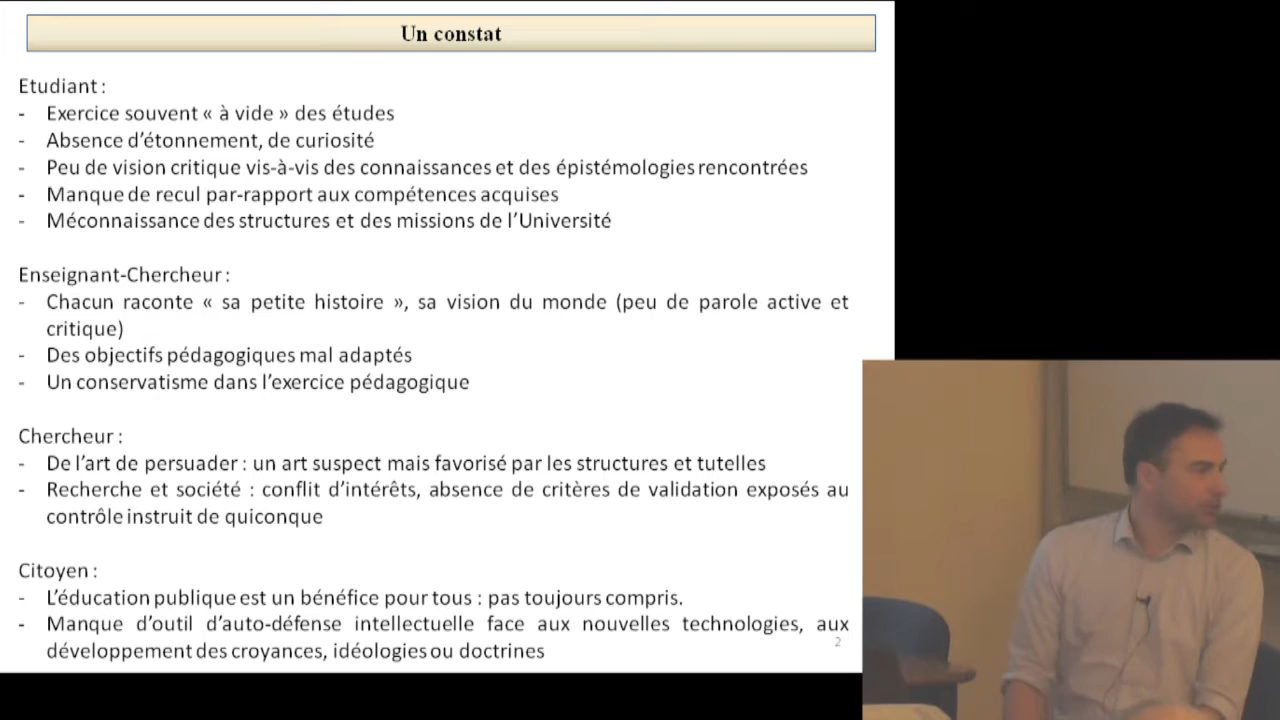 Un constat
Etudiant :
- Exercice souvent « à vide » des études
- Absence d’étonnement, de curiosité
- Peu de vision critique vis-à-vis des connaissances et des épistémologies rencontrées
- Manque de recul par-rapport aux compétences acquises
- Méconnaissance des structures et des missions de l’Université
Enseignant-Chercheur :
- Chacun raconte « sa petite histoire », sa vision du monde (peu de parole active et
critique)
- Des objectifs pédagogiques mal adaptés
- Un conservatisme dans l’exercice pédagogique
Chercheur :
- De l’art de persuader : un art suspect mais favorisé par les structures et tutelles
- Recherche et société : conflit d’intérêts, absence de critères de validation exposés au
contrôle instruit de quiconque
Citoyen :
- L’éducation publique est un bénéfice pour tous : pas toujours compris.
- Manque d’outil d’auto-défense intellectuelle face aux nouvelles technologies, aux
développement des croyances, idéologies ou doctrines
2